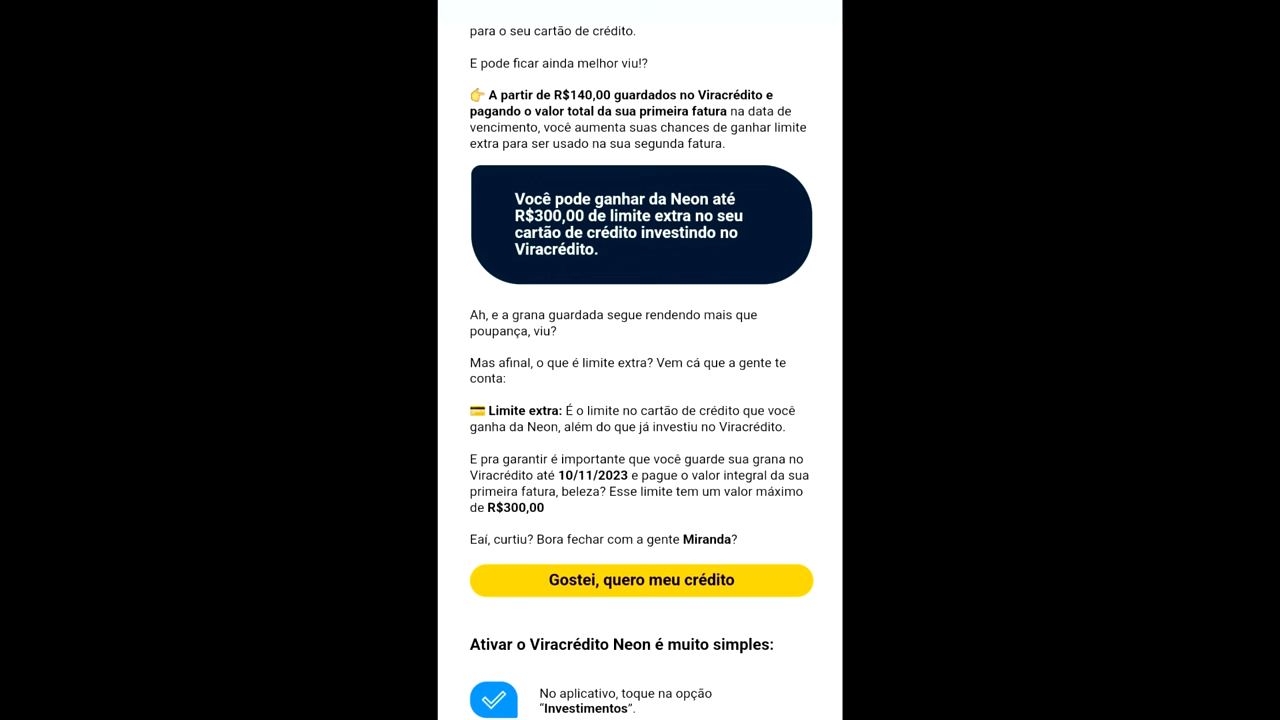 para o seu cartão de crédito.
E pode ficar ainda melhor viu!?
👉 A partir de R$140,00 guardados no Viracrédito e
pagando o valor total da sua primeira fatura na data de
vencimento, você aumenta suas chances de ganhar limite
extra para ser usado na sua segunda fatura.
Você pode ganhar da Neon até
R$300,00 de limite extra no seu
cartão de crédito investindo no
Viracrédito.
Ah, e a grana guardada segue rendendo mais que
poupança, viu?
Mas afinal, o que é limite extra? Vem cá que a gente te
conta:
💳 Limite extra: É o limite no cartão de crédito que você
ganha da Neon, além do que já investiu no Viracrédito.
E pra garantir é importante que você guarde sua grana no
Viracrédito até 10/11/2023 e pague o valor integral da sua
primeira fatura, beleza? Esse limite tem um valor máximo
de R$300,00
Eaí, curtiu? Bora fechar com a gente Miranda?
Gostei, quero meu crédito
Ativar o Viracrédito Neon é muito simples:
No aplicativo, toque na opção
“Investimentos”.